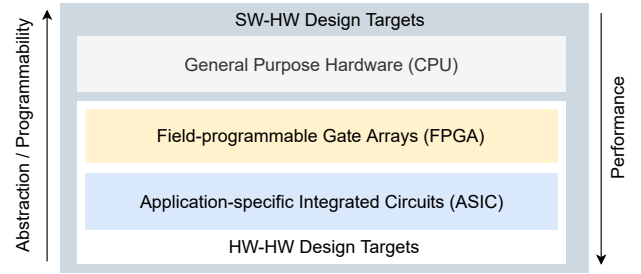 SW-HW Design Targets
General Purpose Hardware (CPU)
Field-programmable Gate Arrays (FPGA)
Application-specific Integrated Circuits (ASIC)
HW-HW Design Targets
Abstraction / Programmability
Performance